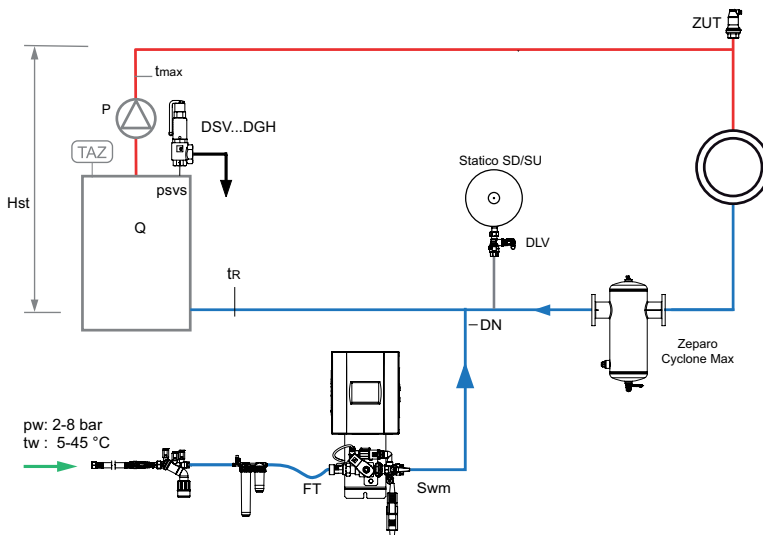 ZUT
tmax
P
DSV...DGH
TAZ
Statico SD/SU
psvs
Hst
Q
DLV
tR
DN
Zeparo
Cyclone Max
pw: 2-8 bar
tw : 5-45 °C
FT
Swm